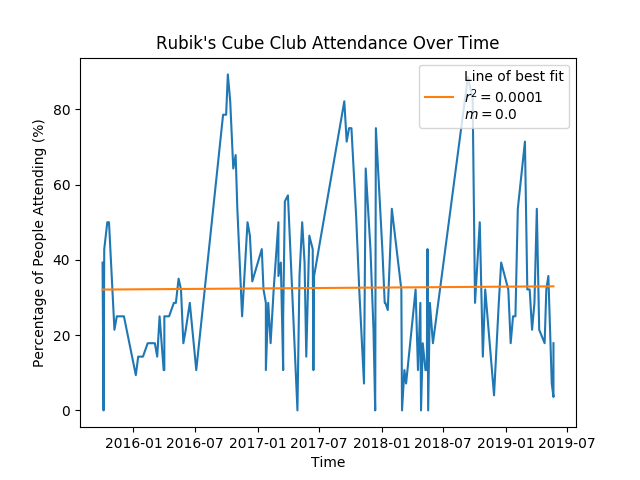 Rubik's Cube Club Attendance Over Time
Line of best fit
r² = 0.0001
m = 0.0
Percentage of People Attending (%)
80
60
40
20
0
2016-01 2016-07 2017-01 2017-07 2018-01 2018-07 2019-01 2019-07
Time